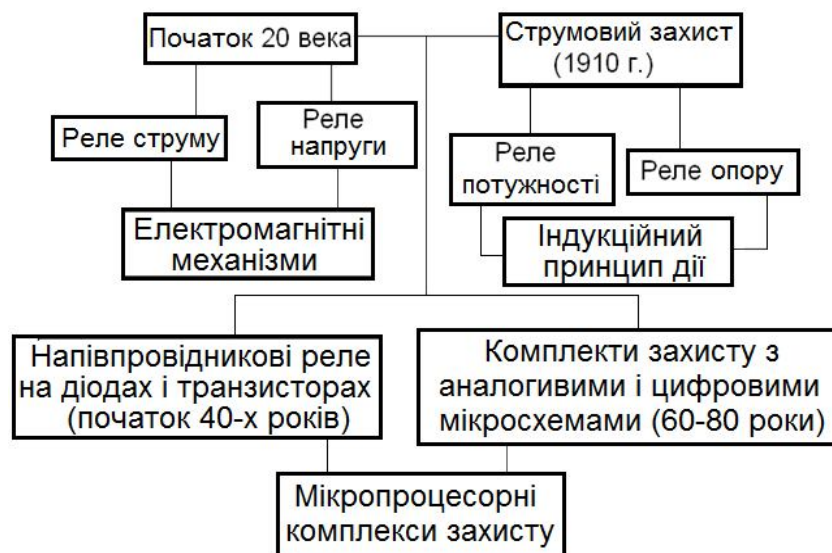 Початок 20 века
Струмовий захист
(1910 г.)
Реле струму
Реле
напруги
Реле
потужності
Реле опору
Електромагнітні
механізми
Індукційний
принцип дії
Напівпровідникові реле
на діодах і транзисторах
(початок 40-х років)
Комплекти захисту з
аналогивими і цифровими
мікросхемами (60-80 роки)
Мікропроцесорні
комплекси захисту